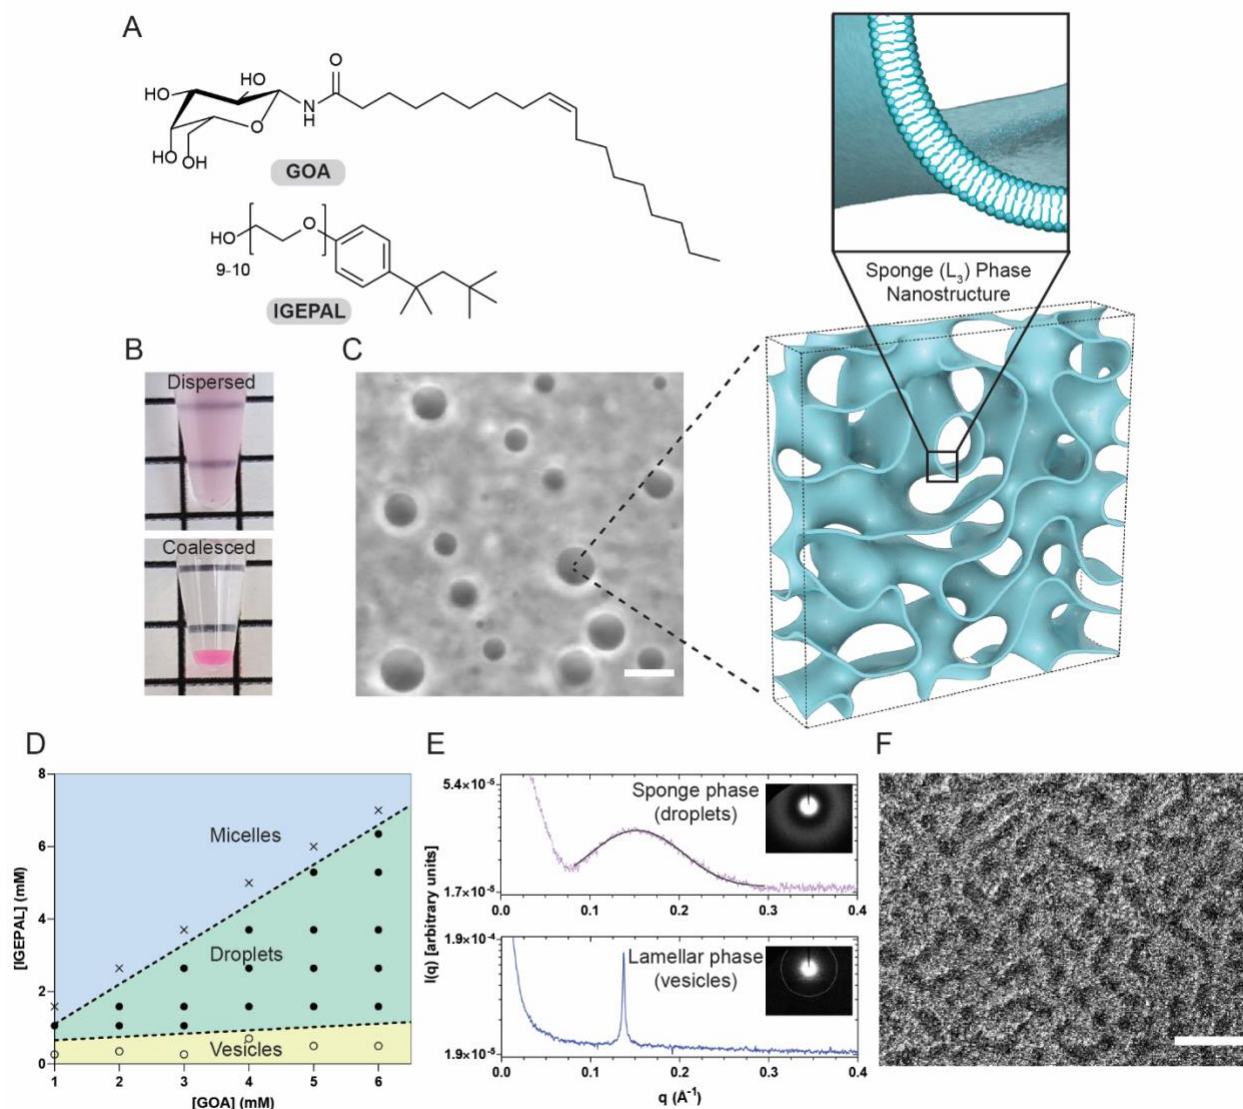 A
HO
HO
HO
OH
O
NH
O
GOA
HO
O
9-10
IGEPAL
Sponge (L₃) Phase
Nanostructure
B
Dispersed
Coalesced
C
D
[IGEPAL] (mM)
8
6
4
2
0
Micelles
Droplets
Vesicles
1 2 3 4 5 6
[GOA] (mM)
E
I(q) [arbitrary units]
5.4×10⁻⁵
1.7×10⁻⁵
Sponge phase
(droplets)
0.0 0.1 0.2 0.3 0.4
1.9×10⁻⁴
1.9×10⁻⁵
Lamellar phase
(vesicles)
0.0 0.1 0.2 0.3 0.4
q (Å⁻¹)
F